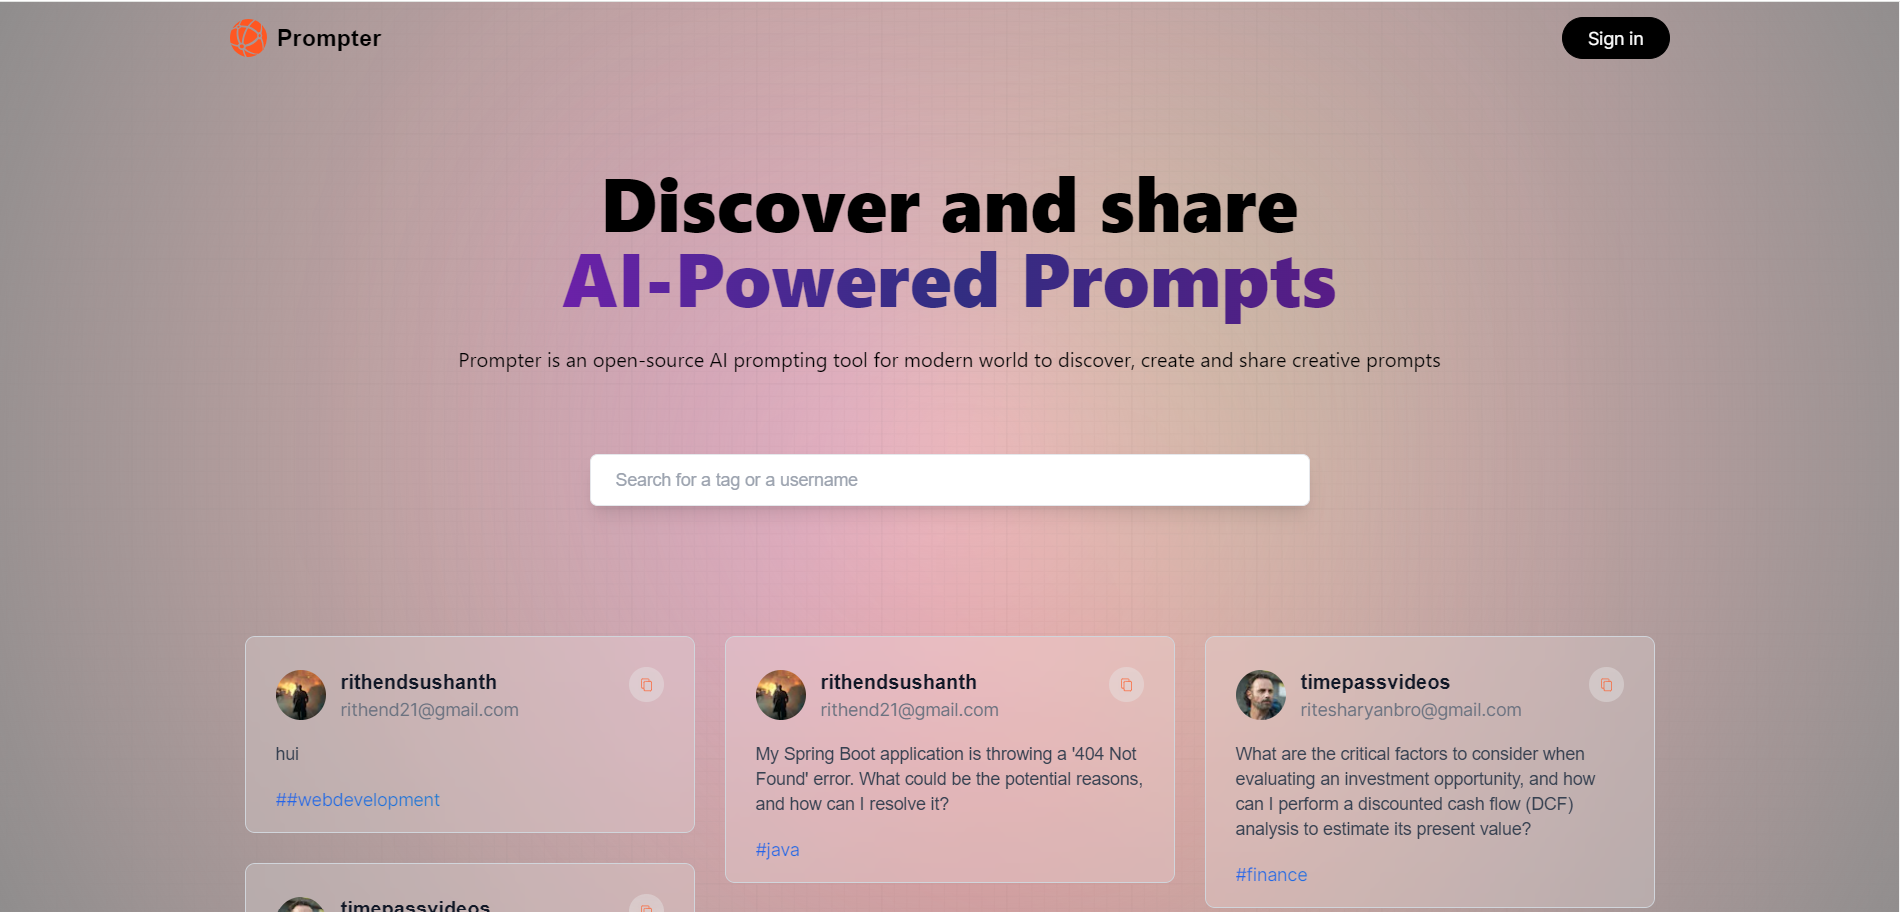 Prompter
Sign in
Discover and share
AI-Powered Prompts
Prompter is an open-source AI prompting tool for modern world to discover, create and share creative prompts
Search for a tag or a username
rithendsushanth
rithend21@gmail.com
hui
##webdevelopment
rithendsushanth
rithend21@gmail.com
My Spring Boot application is throwing a '404 Not
Found' error. What could be the potential reasons,
and how can I resolve it?
#java
timepassvideos
ritesharyanbro@gmail.com
What are the critical factors to consider when
evaluating an investment opportunity, and how
can I perform a discounted cash flow (DCF)
analysis to estimate its present value?
#finance
timepassvideos